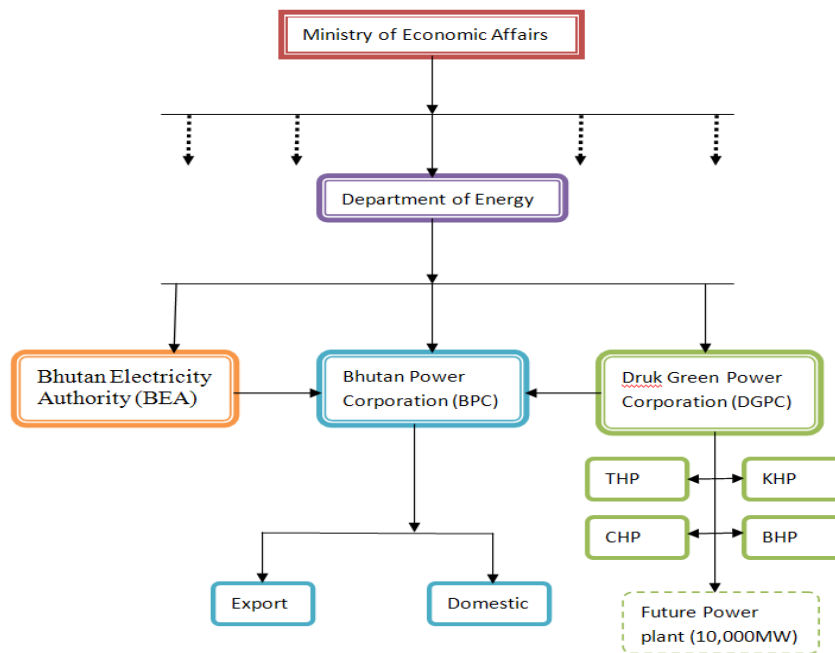 Ministry of Economic Affairs
Department of Energy
Bhutan Electricity
Authority (BEA)
Bhutan Power
Corporation (BPC)
Druk Green Power
Corporation (DGPC)
THP
KHP
CHP
BHP
Export
Domestic
Future Power
plant (10,000MW)